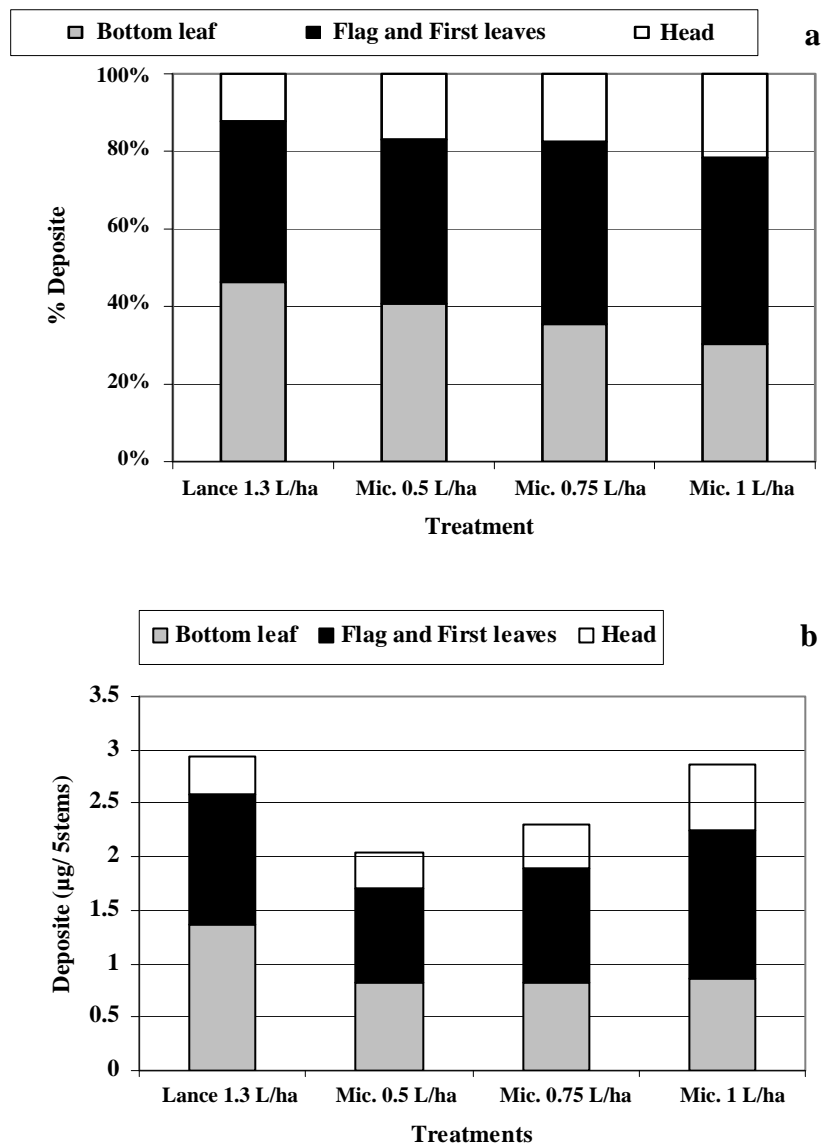 Bottom leaf Flag and First leaves Head
a
100%
80%
60%
40%
20%
0%
% Deposite
Lance 1.3 L/ha Mic. 0.5 L/ha Mic. 0.75 L/ha Mic. 1 L/ha
Treatment
Bottom leaf Flag and First leaves Head
b
3.5
3
2.5
2
1.5
1
0.5
0
Deposite (µg/ 5stems)
Lance 1.3 L/ha Mic. 0.5 L/ha Mic. 0.75 L/ha Mic. 1 L/ha
Treatments